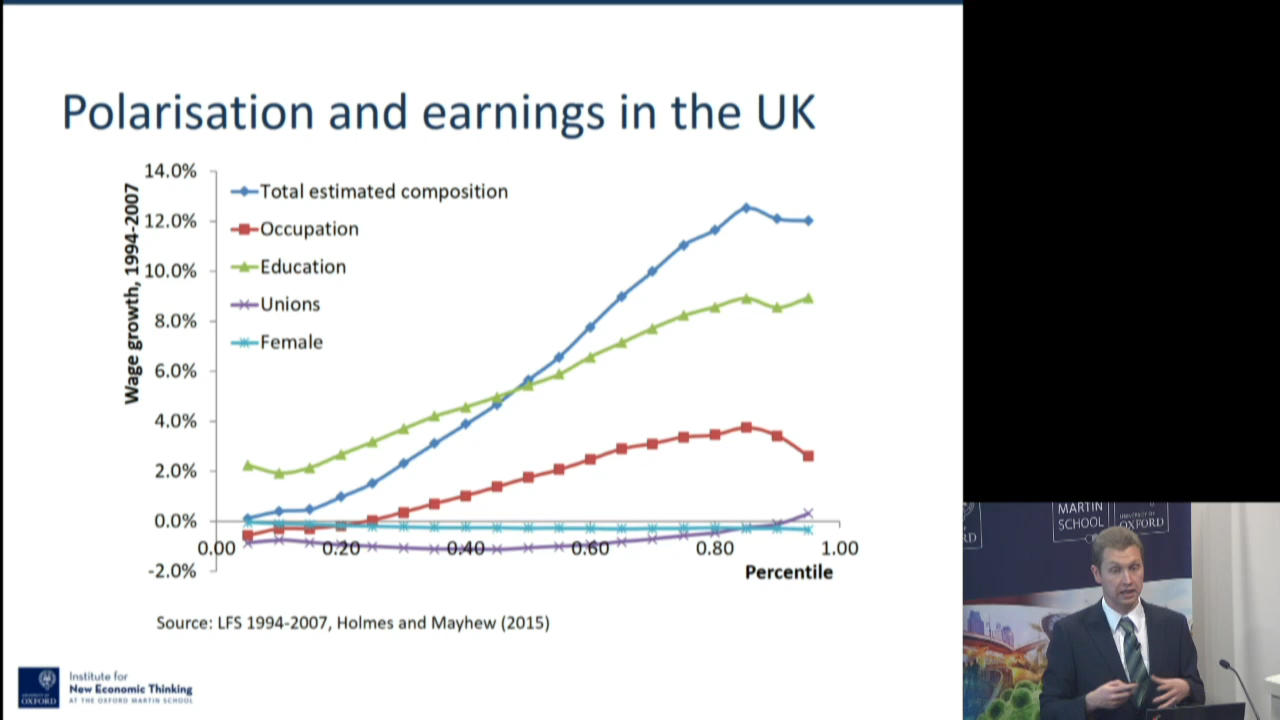 Polarisation and earnings in the UK
Wage growth, 1994-2007
14.0%
12.0%
10.0%
8.0%
6.0%
4.0%
2.0%
0.0%
-2.0%
Total estimated composition
Occupation
Education
Unions
Female
0.00
0.20
0.40
0.60
0.80
1.00
Percentile
Source: LFS 1994-2007, Holmes and Mayhew (2015)
UNIVERSITY OF
OXFORD
Institute for
New Economic Thinking
AT THE OXFORD MARTIN SCHOOL
MARTIN
SCHOOL
UNIVERSITY OF
OXFORD